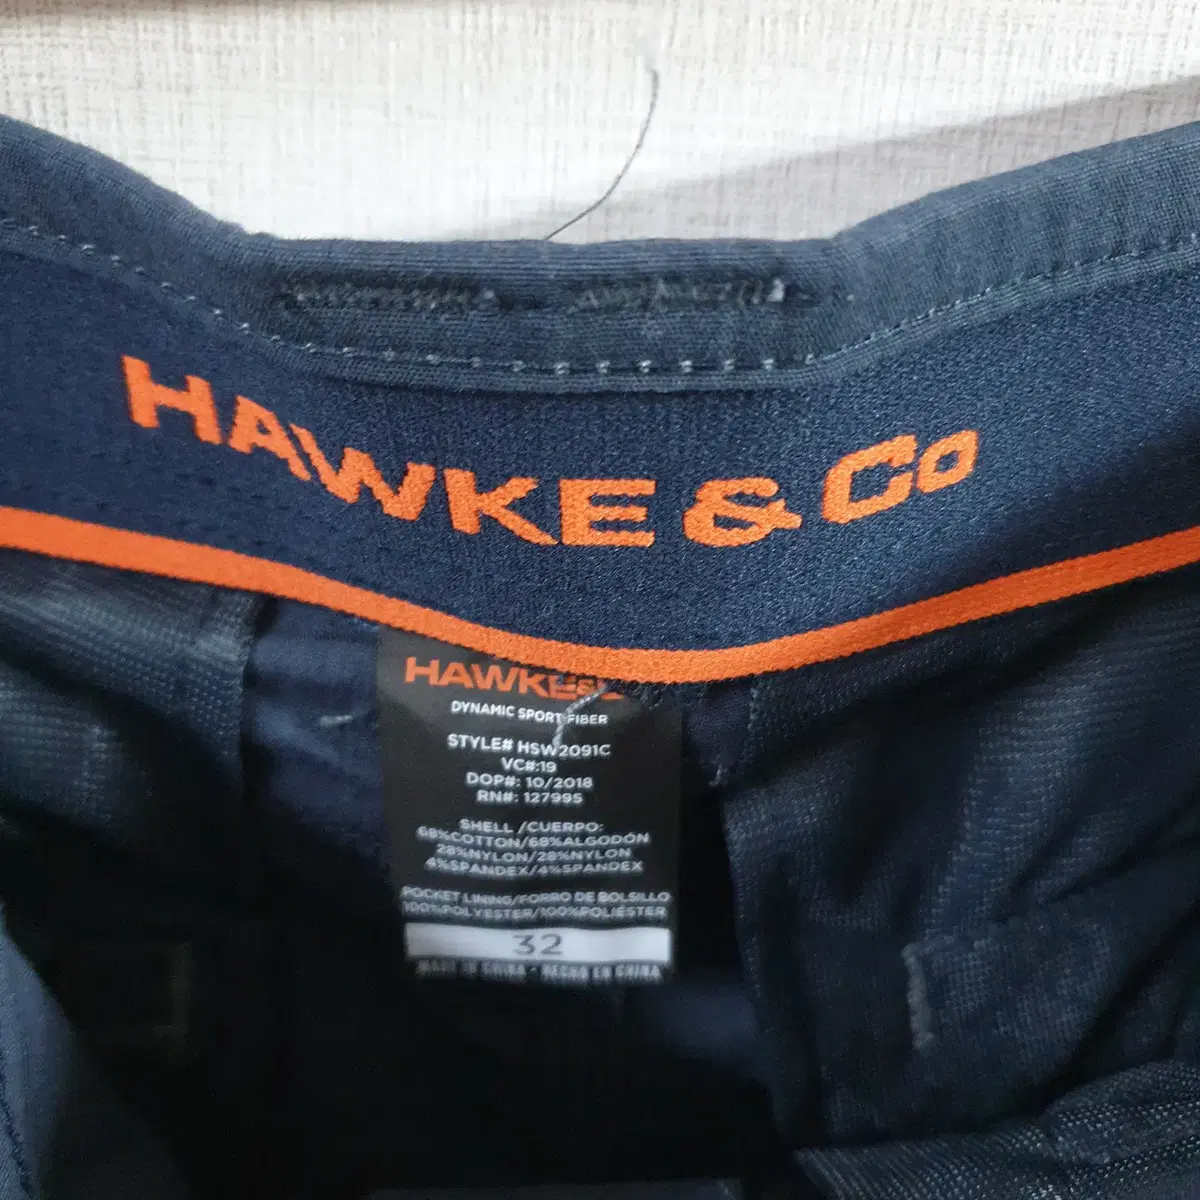 HAWKE & Co
HAWKE&
DYNAMIC SPORT FIBER
STYLE# HSW2091C
VC#:19
DOP#: 10/2018
RN#: 127995
SHELL /CUERPO:
68%COTTON/68%ALGODÓN
28%NYLON/28%NYLON
4%SPANDEX/4%SPANDEX
POCKET LINING/FORRO DE BOLSILLO
100%POLYESTER/100%POLIÉSTER
32
MADE IN CHINA • HECHO EN CHINA